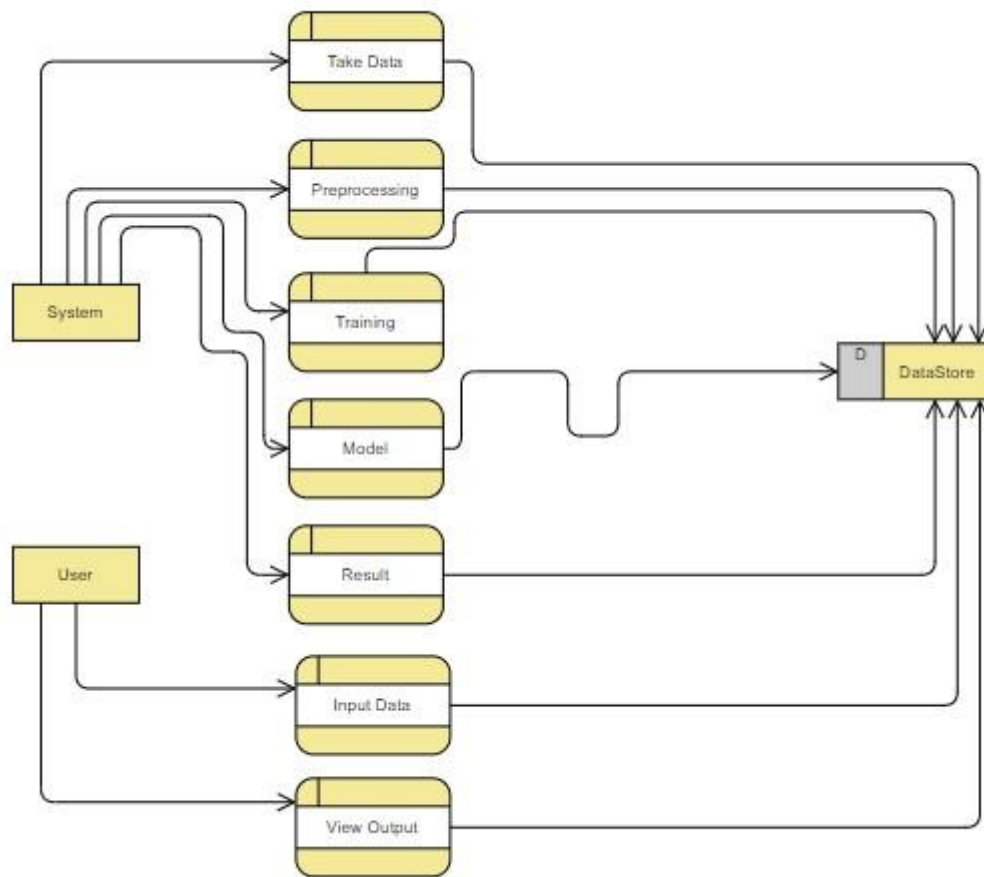 Take Data
Preprocessing
System
Training
D
DataStore
Model
User
Result
Input Data
View Output